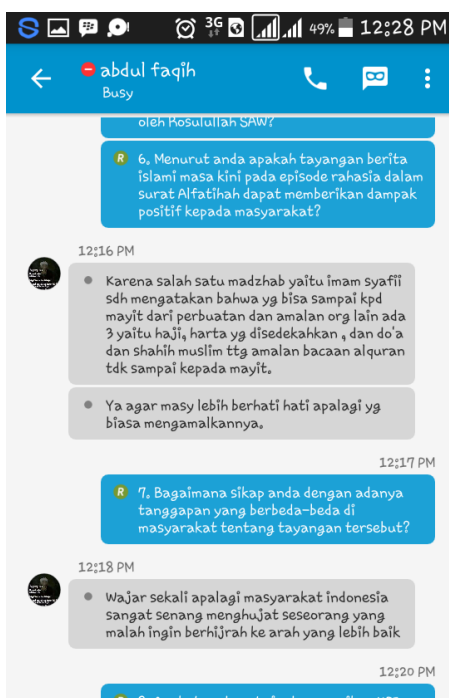 3G 49% 12:28 PM
abdul faqih
Busy
oleh Rosulullah SAW?
R 6. Menurut anda apakah tayangan berita
islami masa kini pada episode rahasia dalam
surat Alfatihah dapat memberikan dampak
positif kepada masyarakat?
12:16 PM
Karena salah satu madzhab yaitu imam syafii
sdh mengatakan bahwa yg bisa sampai kpd
mayit dari perbuatan dan amalan org lain ada
3 yaitu haji, harta yg disedekahkan , dan do'a
dan shahih muslim ttg amalan bacaan alquran
tdk sampai kepada mayit.
Ya agar masy lebih berhati hati apalagi yg
biasa mengamalkannya.
12:17 PM
R 7. Bagaimana sikap anda dengan adanya
tanggapan yang berbeda-beda di
masyarakat tentang tayangan tersebut?
12:18 PM
Wajar sekali apalagi masyarakat indonesia
sangat senang menghujat seseorang yang
malah ingin berhijrah ke arah yang lebih baik
12:20 PM